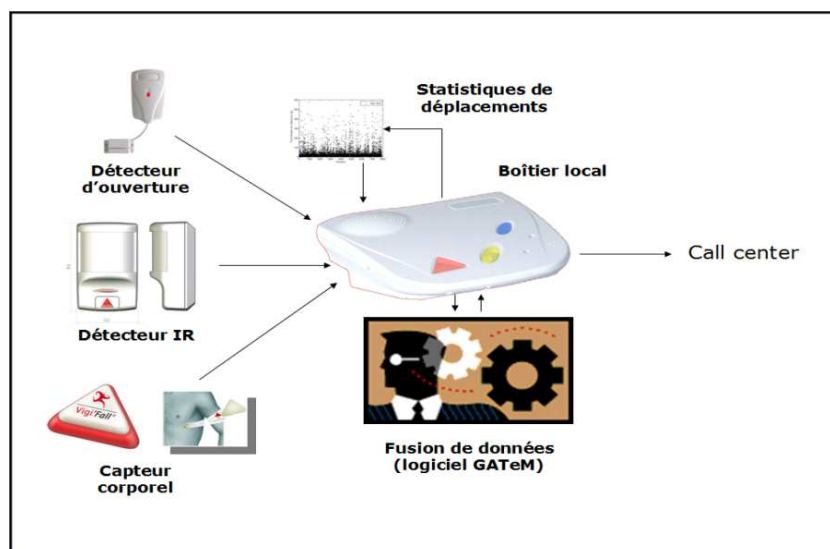 Statistiques de
déplacements
Détecteur
d'ouverture
Boîtier local
Call center
Détecteur IR
Vigi'Fall®
Capteur
corporel
Fusion de données
(logiciel GATeM)